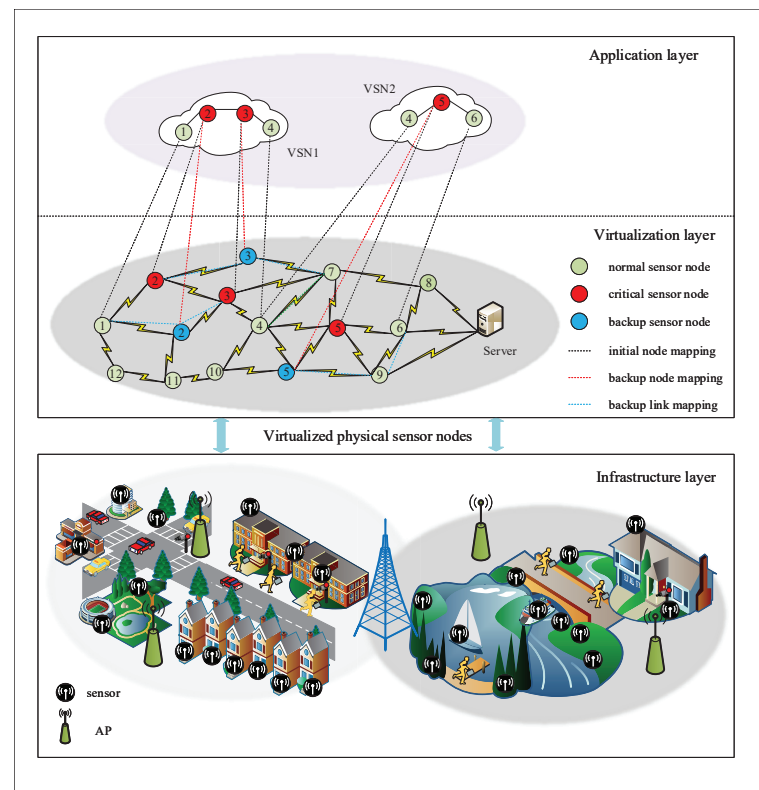 Application layer
VSN2
2
3
5
4
6
1
4
VSN1
Virtualization layer
3
7
normal sensor node
2
8
3
critical sensor node
1
2
4
5
6
backup sensor node
Server
initial node mapping
12
11
10
5
9
backup node mapping
backup link mapping
Virtualized physical sensor nodes
Infrastructure layer
sensor
AP